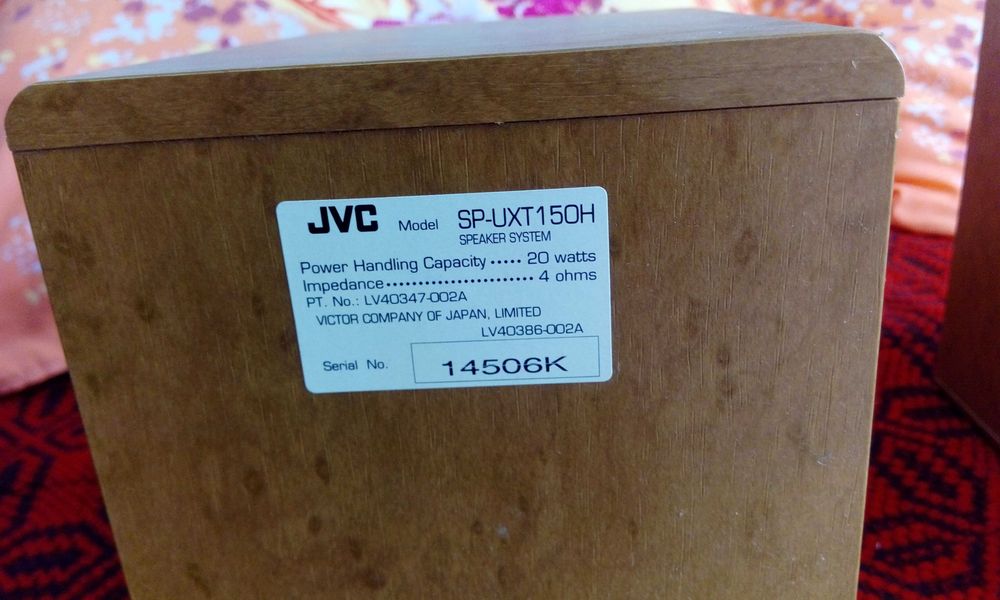 JVC Model SP-UXT150H
SPEAKER SYSTEM
Power Handling Capacity ..... 20 watts
Impedance ...................... 4 ohms
PT. No.: LV40347-002A
VICTOR COMPANY OF JAPAN, LIMITED
LV40386-002A
Serial No. 14506K